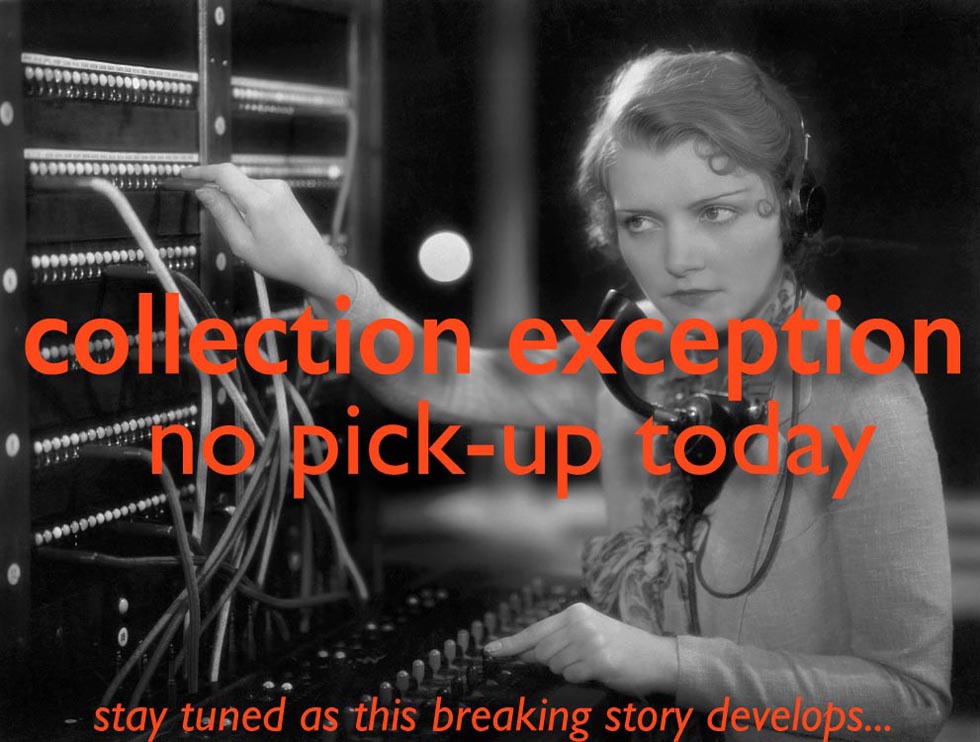 collection exception
no pick-up today
stay tuned as this breaking story develops...